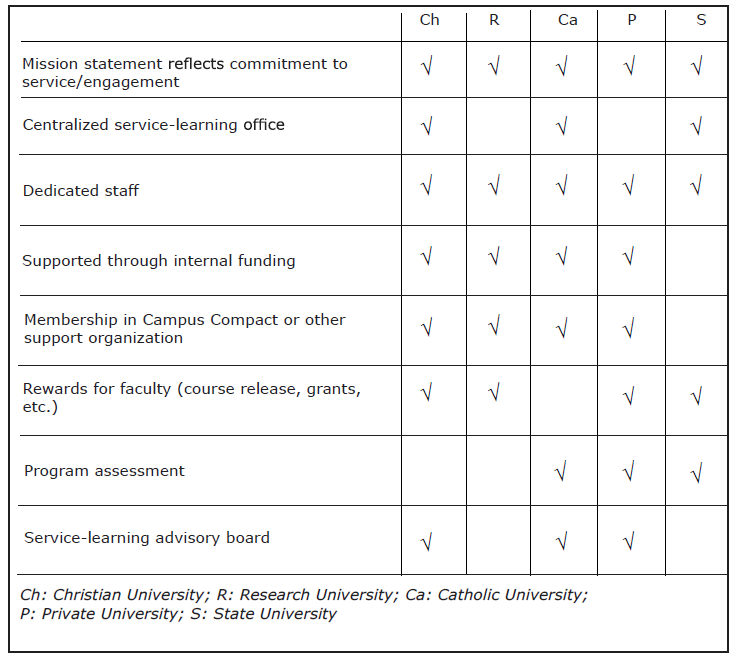 Ch R Ca P S
Mission statement reflects commitment to √ √ √ √ √
service/engagement
Centralized service-learning office √ √ √
Dedicated staff √ √ √ √ √
Supported through internal funding √ √ √ √
Membership in Campus Compact or other √ √ √ √
support organization
Rewards for faculty (course release, grants, √ √ √ √
etc.)
Program assessment √ √ √
Service-learning advisory board √ √ √
Ch: Christian University; R: Research University; Ca: Catholic University;
P: Private University; S: State University